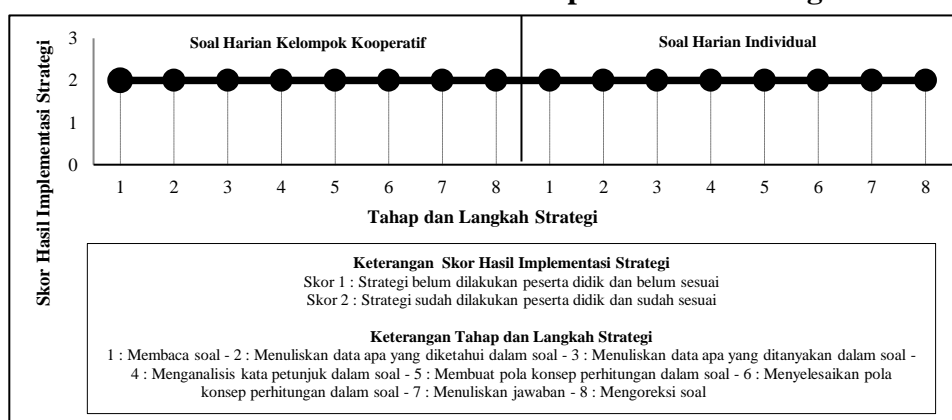 3
Soal Harian Kelompok Kooperatif
Soal Harian Individual
2
1
0
Skor Hasil Implementasi Strategi
1 2 3 4 5 6 7 8 1 2 3 4 5 6 7 8
Tahap dan Langkah Strategi
Keterangan Skor Hasil Implementasi Strategi
Skor 1 : Strategi belum dilakukan peserta didik dan belum sesuai
Skor 2 : Strategi sudah dilakukan peserta didik dan sudah sesuai
Keterangan Tahap dan Langkah Strategi
1 : Membaca soal - 2 : Menuliskan data apa yang diketahui dalam soal - 3 : Menuliskan data apa yang ditanyakan dalam soal -
4 : Menganalisis kata petunjuk dalam soal - 5 : Membuat pola konsep perhitungan dalam soal - 6 : Menyelesaikan pola
konsep perhitungan dalam soal - 7 : Menuliskan jawaban - 8 : Mengoreksi soal